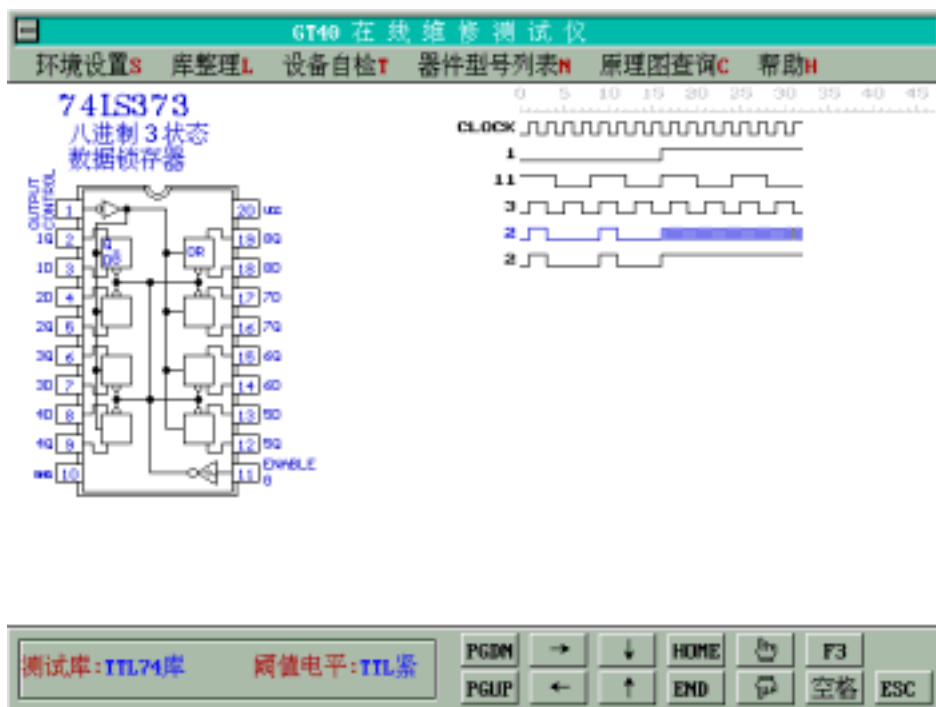 GT40 在线维修测试仪
环境设置S 库整理L 设备自检T 器件型号列表N 原理图查询C 帮助H
74LS373
八进制3状态
数据锁存器
0 5 10 15 20 25 30 35 40 45
CLOCK
1
11
3
2
2
OUTPUT
CONTROL
1 20 VCC
1Q 2 19 8Q
1D 3 18 8D
2D 4 17 7D
2Q 5 16 7Q
3Q 6 15 6Q
3D 7 14 6D
4D 8 13 5D
4Q 9 12 5Q
GND 10 11 ENABLE
G
测试库:TTL74库 阈值电平:TTL紧
PGDN → ↓ HOME F3
PGUP ← ↑ END 空格 ESC